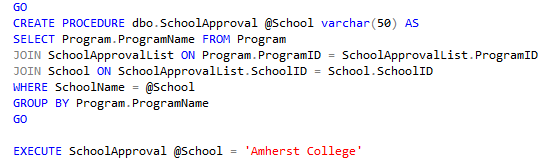 GO
CREATE PROCEDURE dbo.SchoolApproval @School varchar(50) AS
SELECT Program.ProgramName FROM Program
JOIN SchoolApprovalList ON Program.ProgramID = SchoolApprovalList.ProgramID
JOIN School ON SchoolApprovalList.SchoolID = School.SchoolID
WHERE SchoolName = @School
GROUP BY Program.ProgramName
GO
EXECUTE SchoolApproval @School = 'Amherst College'